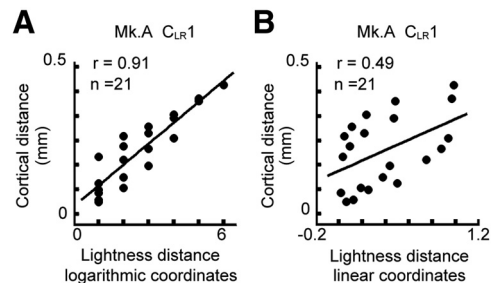 A
Mk.A C_LR1
r = 0.91
n =21
0.5
0
Cortical distance
(mm)
0
6
Lightness distance
logarithmic coordinates
B
Mk.A C_LR1
r = 0.49
n =21
0.5
0
Cortical distance
(mm)
-0.2
1.2
Lightness distance
linear coordinates